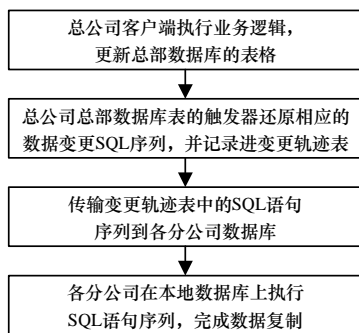 总公司客户端执行业务逻辑，
更新总部数据库的表格
总公司总部数据库表的触发器还原相应的
数据变更SQL序列，并记录进变更轨迹表
传输变更轨迹表中的SQL语句
序列到各分公司数据库
各分公司在本地数据库上执行
SQL语句序列，完成数据复制